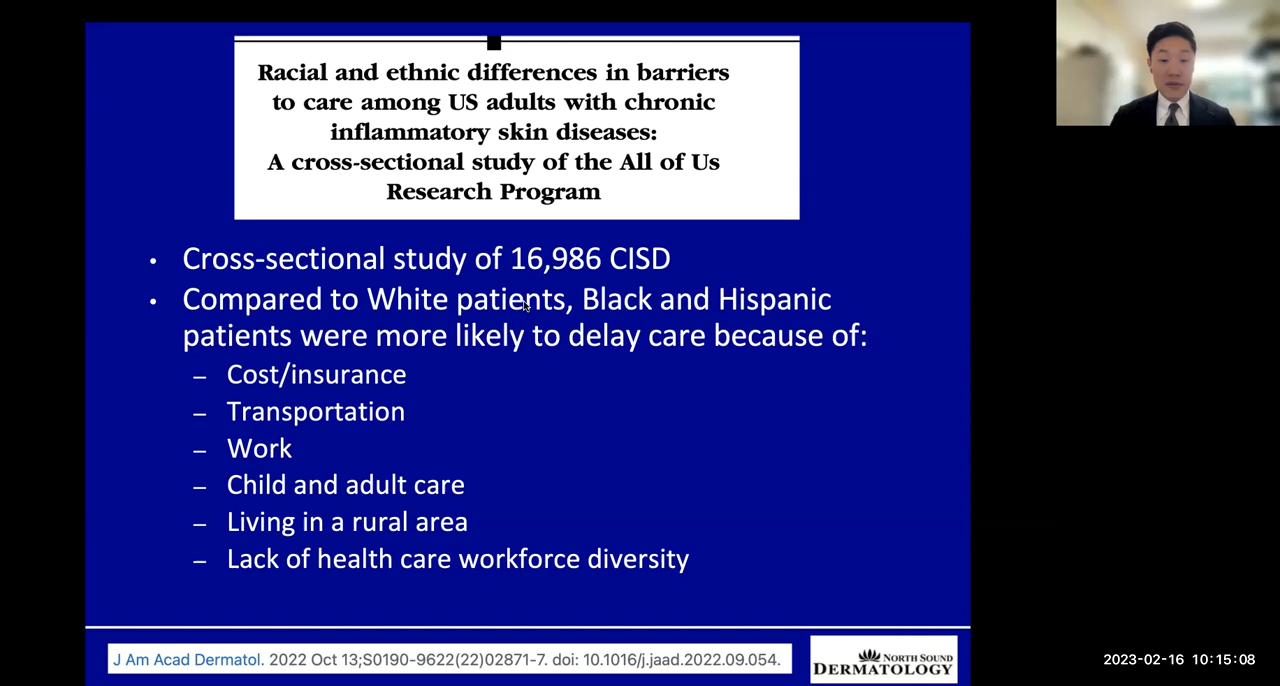 Racial and ethnic differences in barriers
to care among US adults with chronic
inflammatory skin diseases:
A cross-sectional study of the All of Us
Research Program
• Cross-sectional study of 16,986 CISD
• Compared to White patients, Black and Hispanic
patients were more likely to delay care because of:
– Cost/insurance
– Transportation
– Work
– Child and adult care
– Living in a rural area
– Lack of health care workforce diversity
J Am Acad Dermatol. 2022 Oct 13;S0190-9622(22)02871-7. doi: 10.1016/j.jaad.2022.09.054.
NORTH SOUND
DERMATOLOGY
2023-02-16 10:15:08